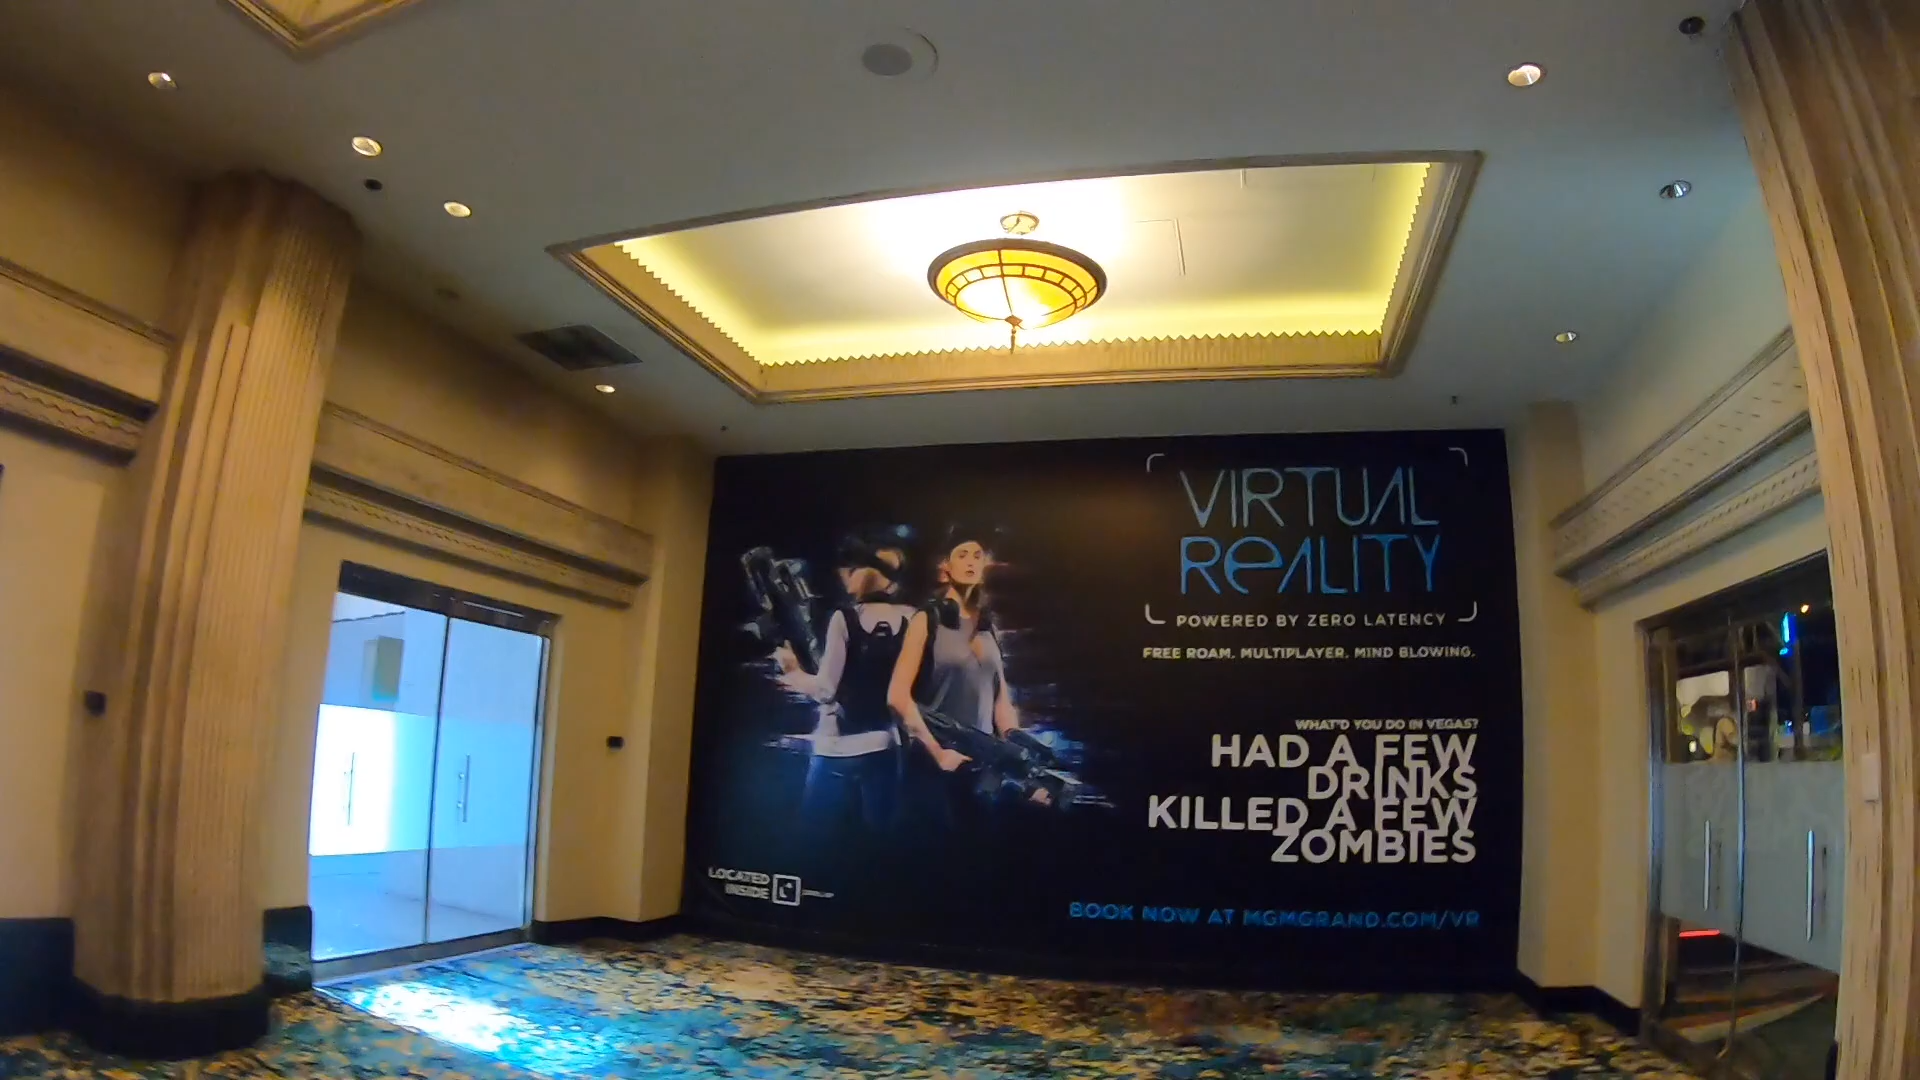 VIRTUAL
REALITY
POWERED BY ZERO LATENCY
FREE ROAM. MULTIPLAYER. MIND BLOWING.
WHAT'D YOU DO IN VEGAS?
HAD A FEW
DRINKS
KILLED A FEW
ZOMBIES
LOCATED
INSIDE
BOOK NOW AT MGMGRAND.COM/VR